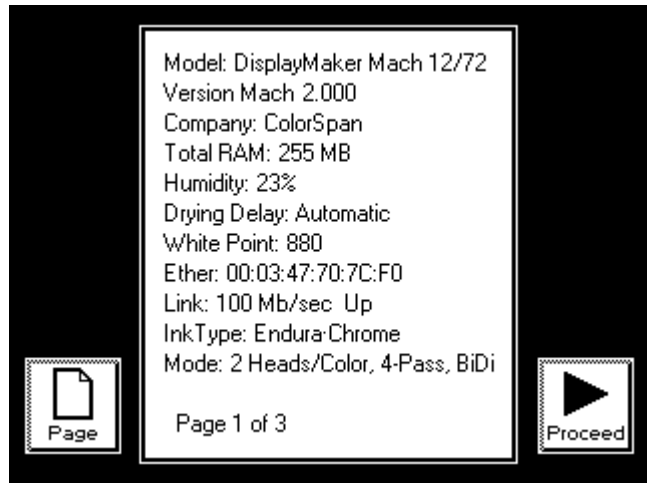 Model: DisplayMaker Mach 12/72
Version Mach 2.000
Company: ColorSpan
Total RAM: 255 MB
Humidity: 23%
Drying Delay: Automatic
White Point: 880
Ether: 00:03:47:70:7C:F0
Link: 100 Mb/sec  Up
InkType: Endura·Chrome
Mode: 2 Heads/Color, 4-Pass, BiDi
Page 1 of 3
Page
Proceed